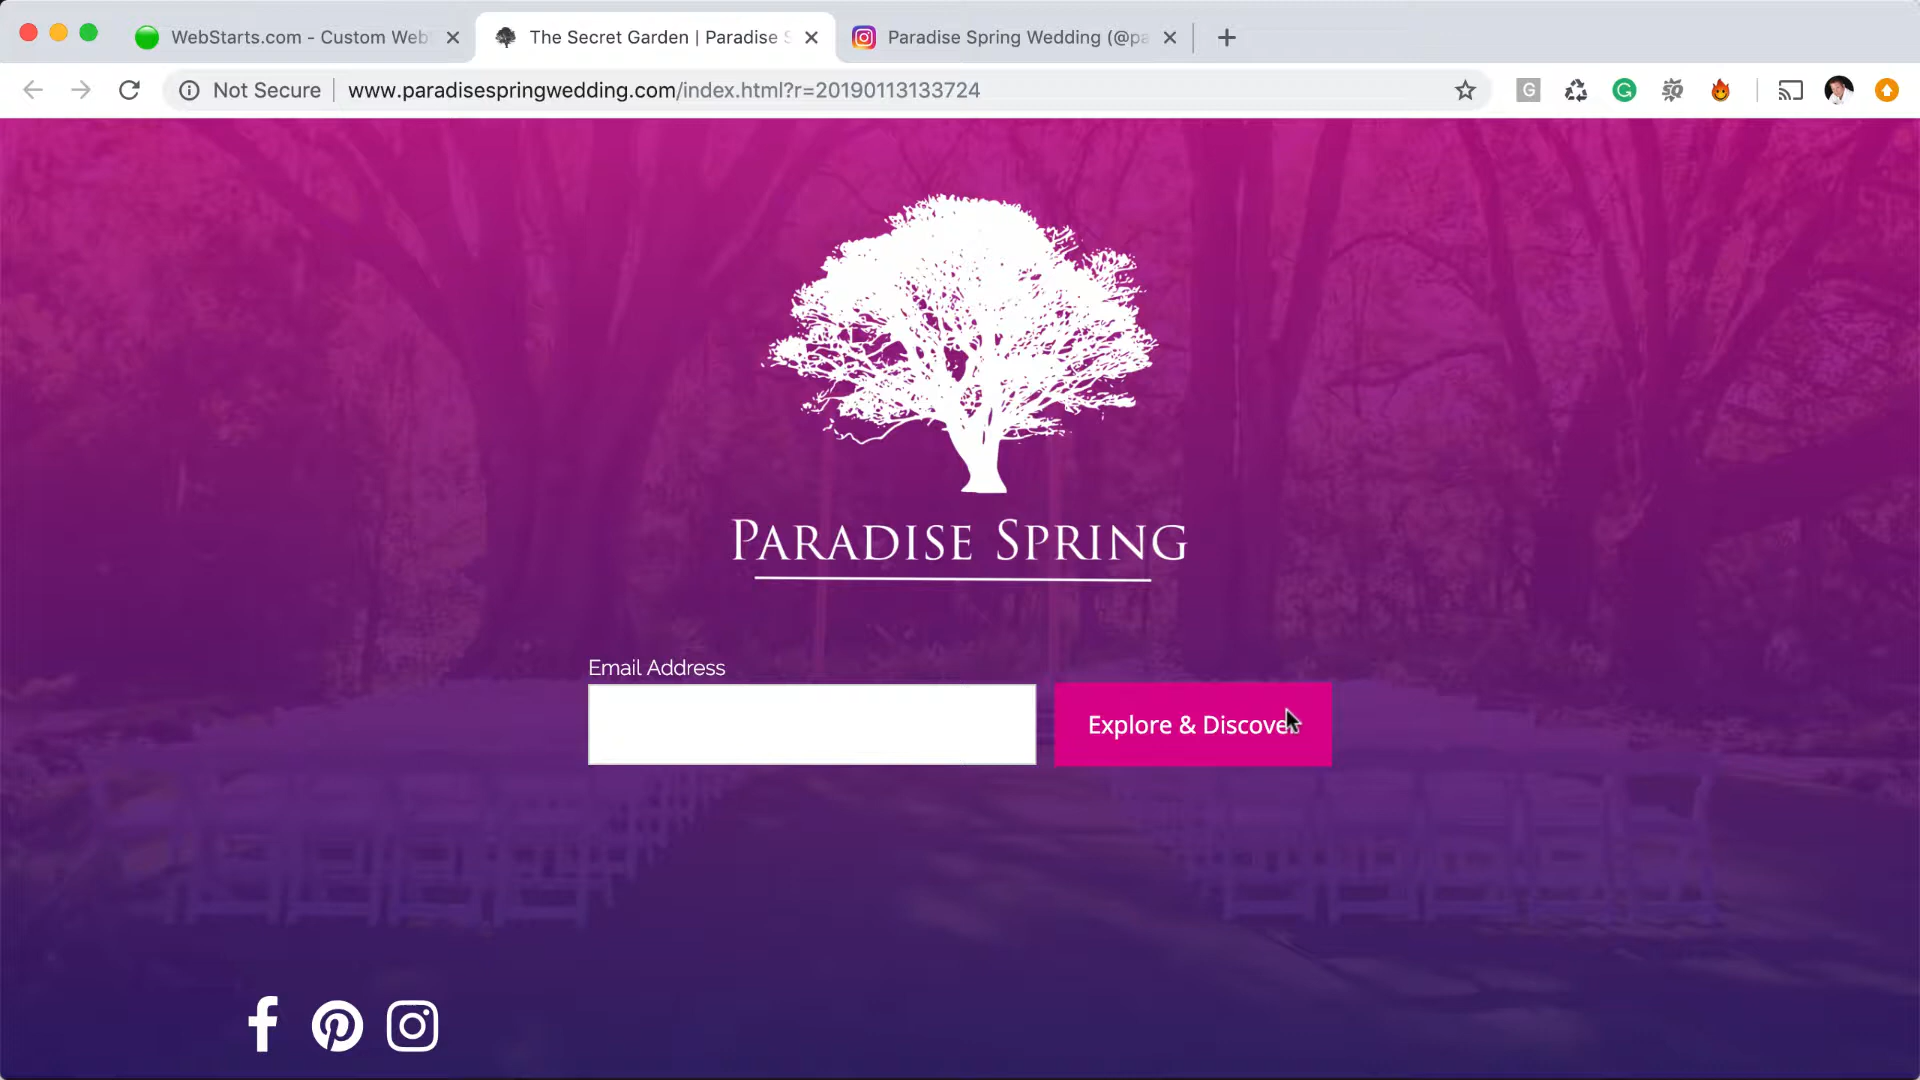 WebStarts.com - Custom Web
The Secret Garden | Paradise S
Paradise Spring Wedding (@pa
Not Secure
www.paradisespringwedding.com/index.html?r=20190113133724
PARADISE SPRING
Email Address
Explore & Discover